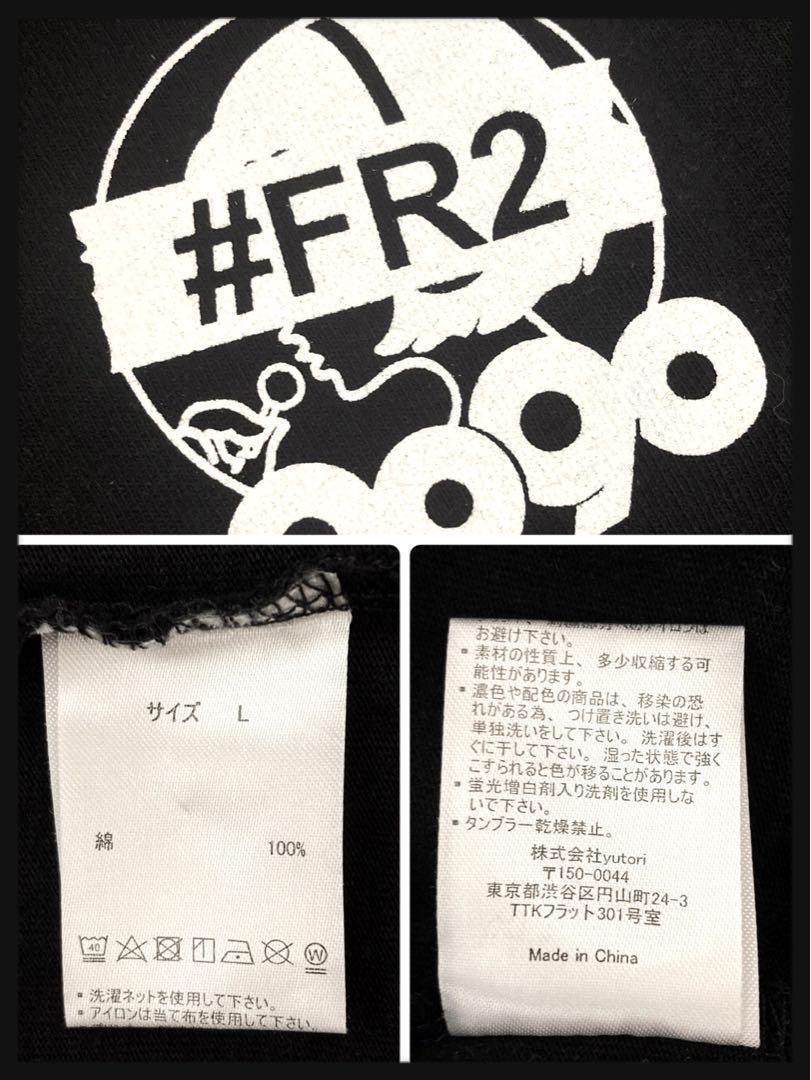 #FR2
サイズ L
綿 100%
40
W
・洗濯ネットを使用して下さい。
・アイロンは当て布を使用して下さい
お避け下さい。
・素材の性質上、多少収縮する可
能性があります。
・濃色や配色の商品は、移染の恐
れがある為、つけ置き洗いは避け、
単独洗いをして下さい。洗濯後はす
ぐに干して下さい。湿った状態で強く
こすられると色が移ることがあります。
・蛍光増白剤入り洗剤を使用しな
いで下さい。
・タンブラー乾燥禁止。
株式会社yutori
〒150-0044
東京都渋谷区円山町24-3
TTKフラット301号室
Made in China